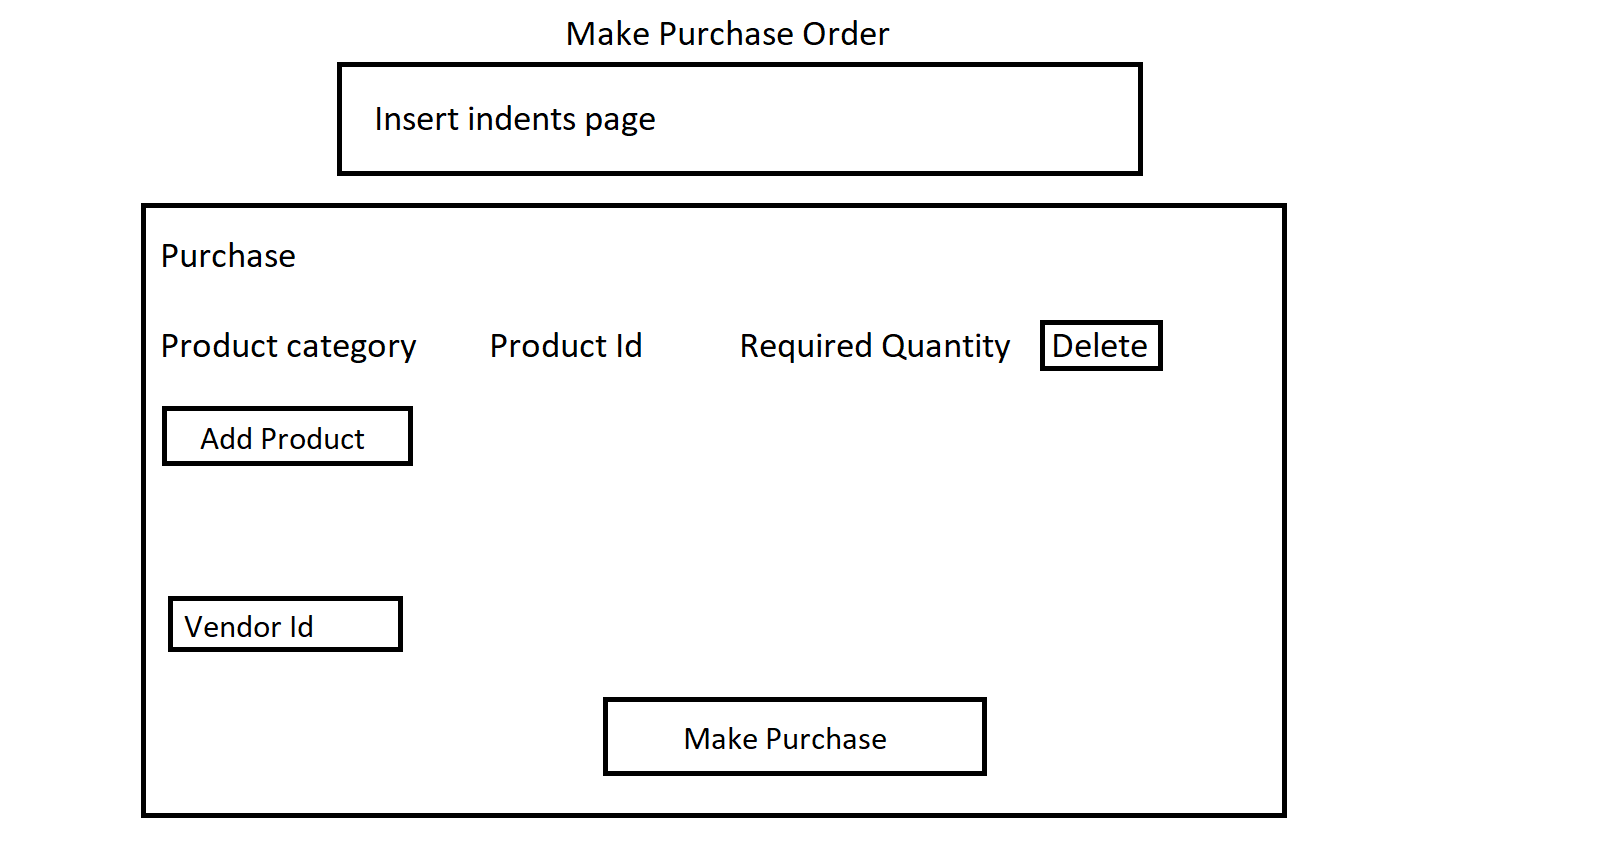 Make Purchase Order
Insert indents page
Purchase
Product category Product Id Required Quantity Delete
Add Product
Vendor Id
Make Purchase